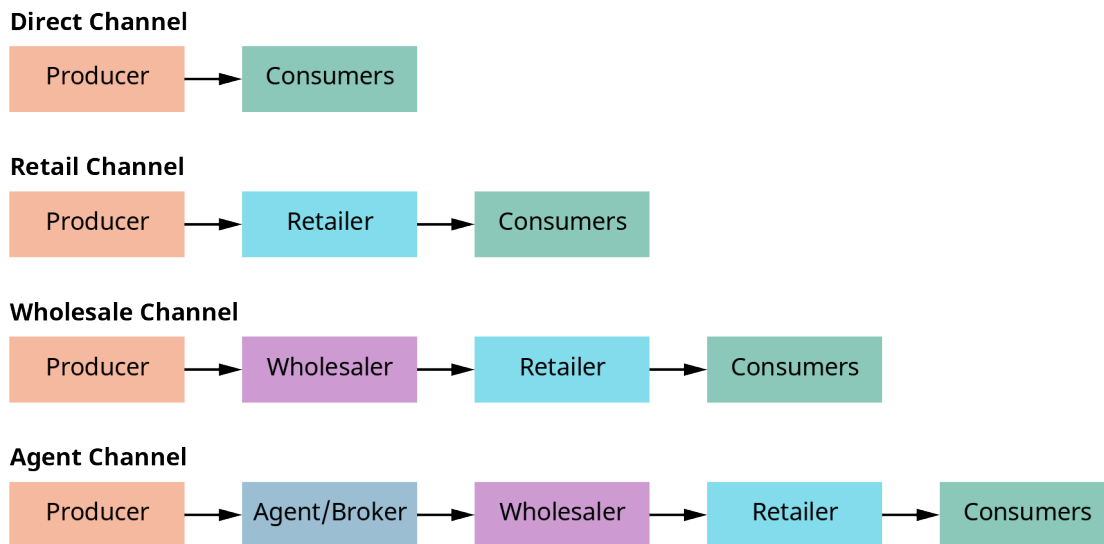 Direct Channel
Producer Consumers
Retail Channel
Producer Retailer Consumers
Wholesale Channel
Producer Wholesaler Retailer Consumers
Agent Channel
Producer Agent/Broker Wholesaler Retailer Consumers